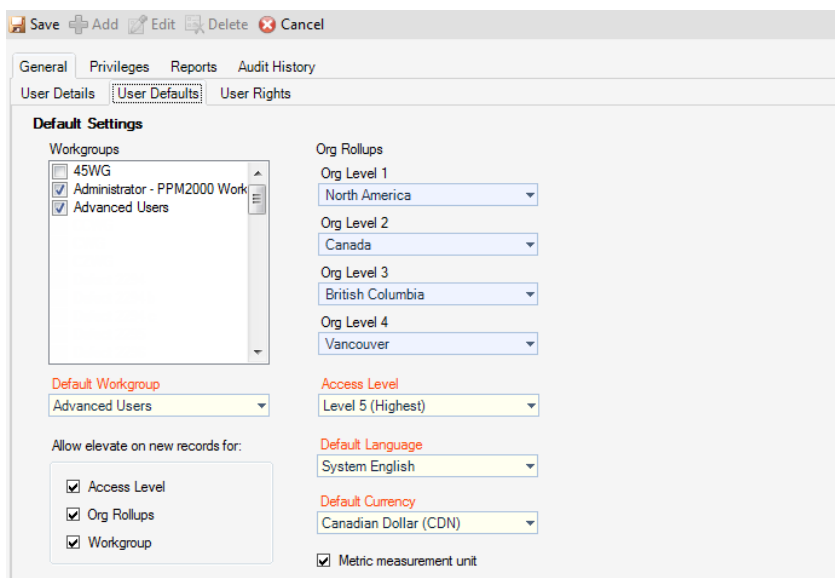 Save Add Edit Delete Cancel
General Privileges Reports Audit History
User Details User Defaults User Rights
Default Settings
Workgroups
45WG
Administrator - PPM2000 Work
Advanced Users
Default Workgroup
Advanced Users
Allow elevate on new records for:
Access Level
Org Rollups
Workgroup
Org Rollups
Org Level 1
North America
Org Level 2
Canada
Org Level 3
British Columbia
Org Level 4
Vancouver
Access Level
Level 5 (Highest)
Default Language
System English
Default Currency
Canadian Dollar (CDN)
Metric measurement unit